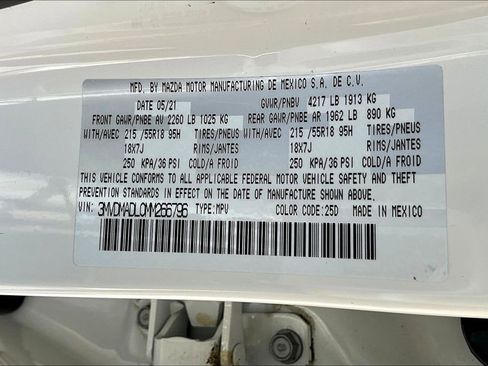 MFD. BY MAZDA MOTOR MANUFACTURING DE MEXICO S.A. DE C.V.
DATE 05/21 GVWR/PNBV 4217 LB 1913 KG
FRONT GAWR/PNBE AV 2260 LB 1025 KG REAR GAWR/PNBE AR 1962 LB 890 KG
WITH/AVEC 215 /55R18 95H TIRES/PNEUS WITH/AVEC 215 /55R18 95H TIRES/PNEUS
18X7J RIMS/JANTES 18X7J RIMS/JANTES
250 KPA/36 PSI COLD/A FROID 250 KPA/36 PSI COLD/A FROID
THIS VEHICLE CONFORMS TO ALL APPLICABLE FEDERAL MOTOR VEHICLE SAFETY AND THEFT
PREVENTION STANDARDS IN EFFECT ON THE DATE OF MANUFACTURE SHOWN ABOVE.
VIN: 3MVDMADL0MM266796 TYPE:MPV COLOR CODE:25D MADE IN MEXICO